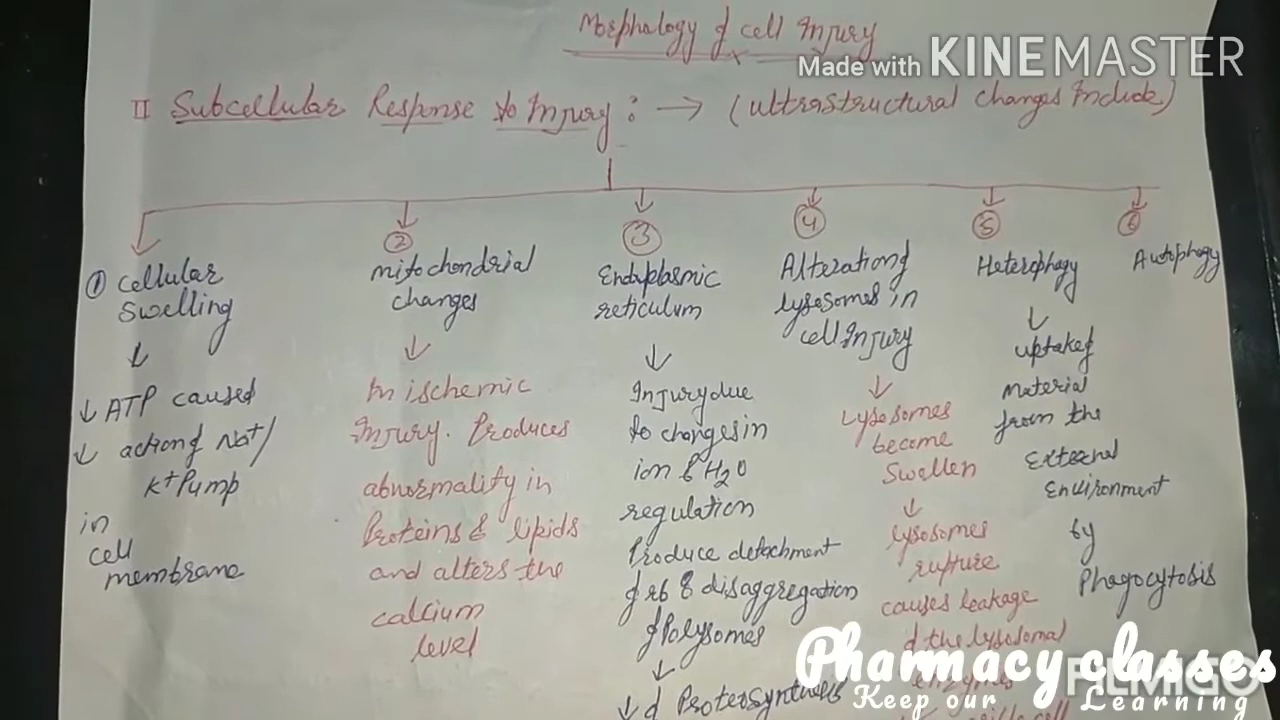 Morphology of cell Injury
Made with KINEMASTER
II Subcellular Response to Injury : → (ultrastructural changes Include)
① cellular
swelling
↓
↓ ATP caused
↓ action of Na+/
K+ Pump
in
cell
membrane
②
mitochondrial
changes
↓
In ischemic
Injury. Produces
abnormality in
Proteins & lipids
and alters the
calcium
level
③
Endoplasmic
reticulum
↓
Injury due
to changes in
ion & H2O
regulation
Produce detachment
of rb & disaggregation
of Polysomes
↓
↓ of
④
Alteration of
lysosomes in
cell Injury
↓
Lysosomes
become
Swollen
↓
lysosomes
rupture
causes leakage
of the lysosomal
enzymes
cell
⑤
Heterophagy
↓
uptake of
Material
from the
External
Environment
by
Phagocytosis
⑥
Autophagy
Pharmacy classes
Keep our Learning
FILMIGO